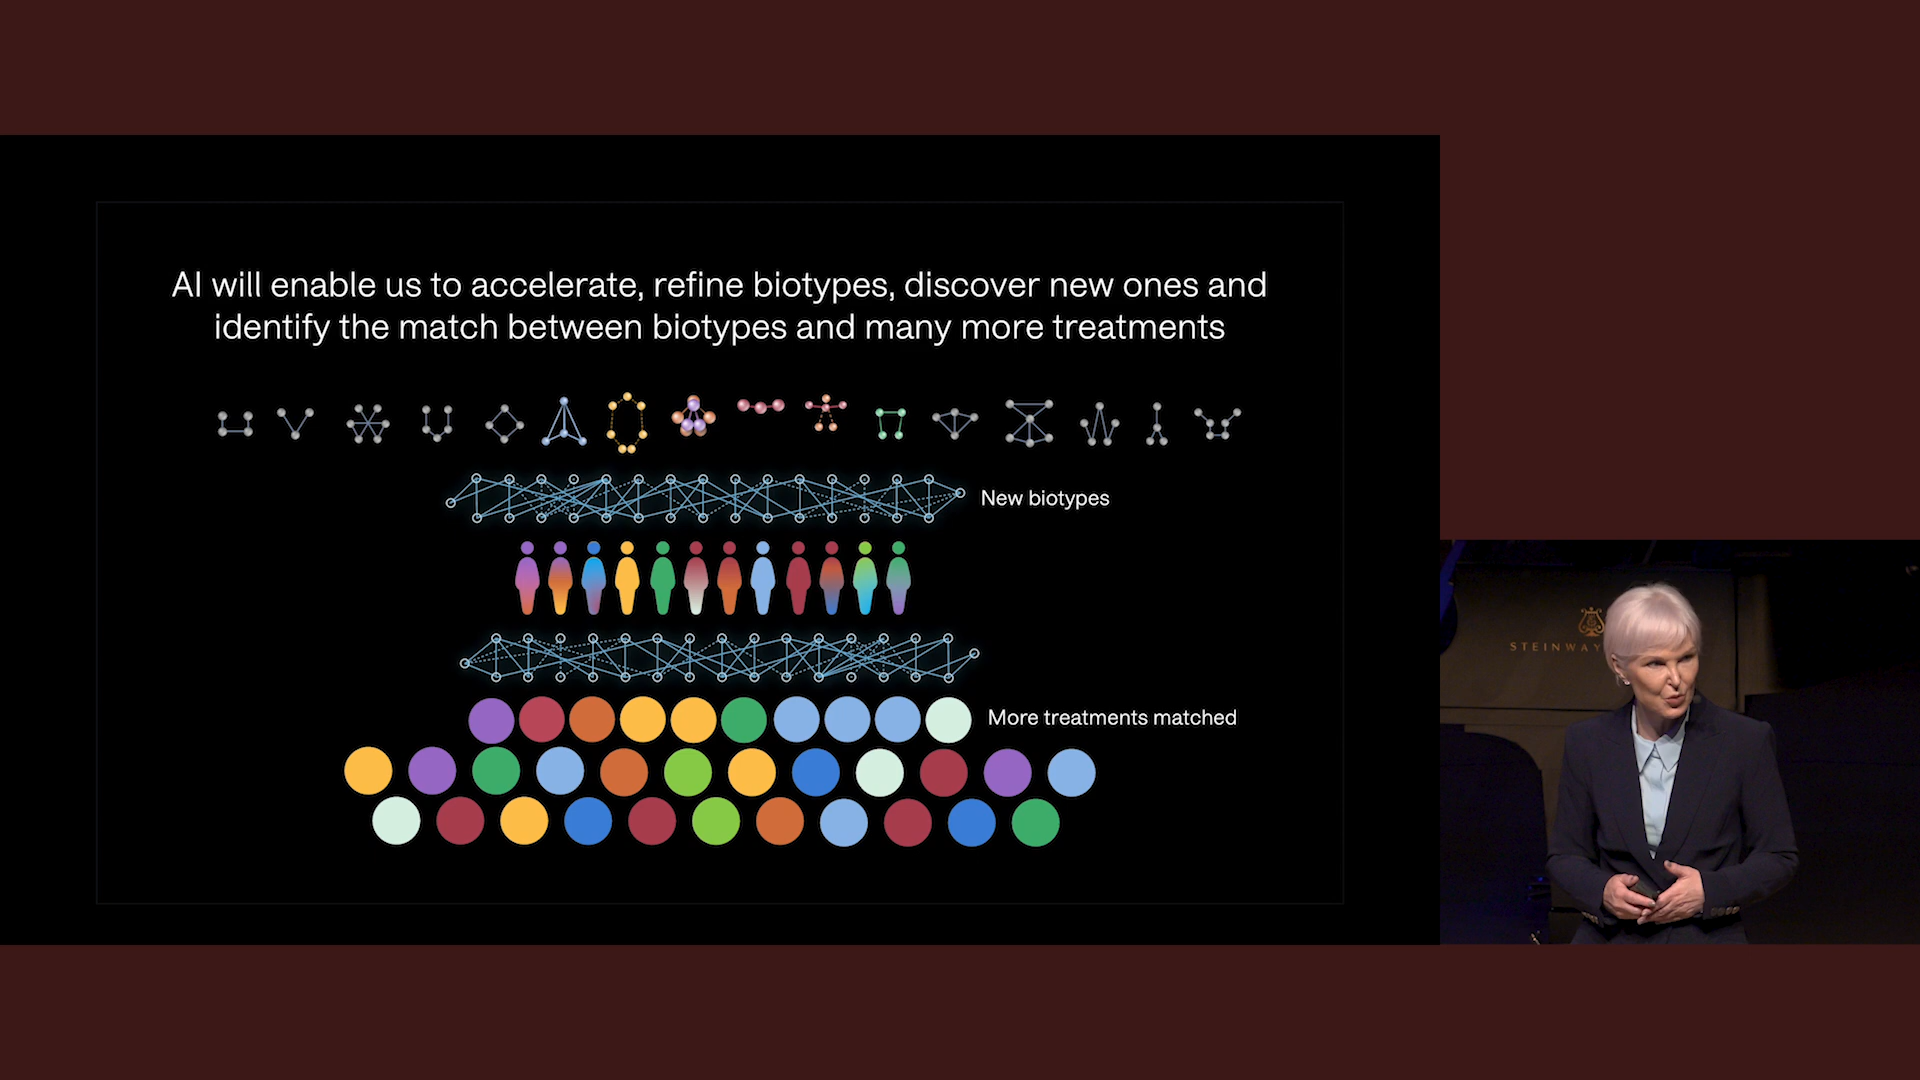 AI will enable us to accelerate, refine biotypes, discover new ones and
identify the match between biotypes and many more treatments
New biotypes
More treatments matched
STEINWAY